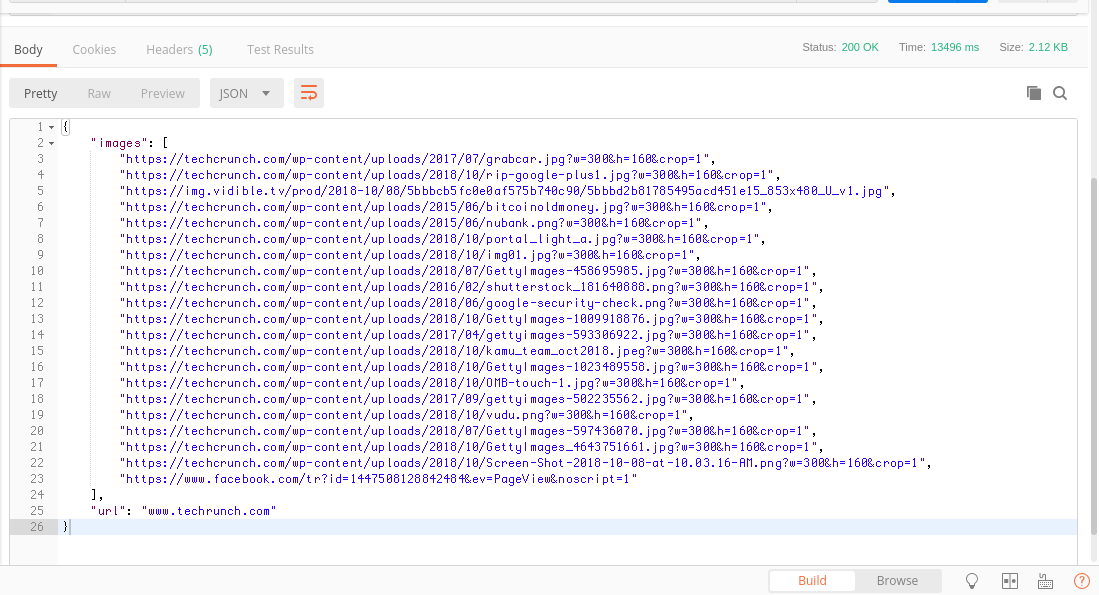 Body Cookies Headers (5) Test Results Status: 200 OK Time: 13496 ms Size: 2.12 KB
Pretty Raw Preview JSON
1 {
2 "images": [
3 "https://techcrunch.com/wp-content/uploads/2017/07/grabcar.jpg?w=300&h=160&crop=1",
4 "https://techcrunch.com/wp-content/uploads/2018/10/rip-google-plus1.jpg?w=300&h=160&crop=1",
5 "https://img.vidible.tv/prod/2018-10/08/5bbbcb5fc0e0af575b740c90/5bbbd2b81785495acd451e15_853x480_U_v1.jpg",
6 "https://techcrunch.com/wp-content/uploads/2015/06/bitcoinoldmoney.jpg?w=300&h=160&crop=1",
7 "https://techcrunch.com/wp-content/uploads/2015/06/nubank.png?w=300&h=160&crop=1",
8 "https://techcrunch.com/wp-content/uploads/2018/10/portal_light_a.jpg?w=300&h=160&crop=1",
9 "https://techcrunch.com/wp-content/uploads/2018/10/img01.jpg?w=300&h=160&crop=1",
10 "https://techcrunch.com/wp-content/uploads/2018/07/GettyImages-458695985.jpg?w=300&h=160&crop=1",
11 "https://techcrunch.com/wp-content/uploads/2016/02/shutterstock_181640888.png?w=300&h=160&crop=1",
12 "https://techcrunch.com/wp-content/uploads/2018/06/google-security-check.png?w=300&h=160&crop=1",
13 "https://techcrunch.com/wp-content/uploads/2018/10/GettyImages-1009918876.jpg?w=300&h=160&crop=1",
14 "https://techcrunch.com/wp-content/uploads/2017/04/gettyimages-593306922.jpg?w=300&h=160&crop=1",
15 "https://techcrunch.com/wp-content/uploads/2018/10/kamu_team_oct2018.jpeg?w=300&h=160&crop=1",
16 "https://techcrunch.com/wp-content/uploads/2018/10/GettyImages-1023489558.jpg?w=300&h=160&crop=1",
17 "https://techcrunch.com/wp-content/uploads/2018/10/OMB-touch-1.jpg?w=300&h=160&crop=1",
18 "https://techcrunch.com/wp-content/uploads/2017/09/gettyimages-502235562.jpg?w=300&h=160&crop=1",
19 "https://techcrunch.com/wp-content/uploads/2018/10/vudu.png?w=300&h=160&crop=1",
20 "https://techcrunch.com/wp-content/uploads/2018/07/GettyImages-597436070.jpg?w=300&h=160&crop=1",
21 "https://techcrunch.com/wp-content/uploads/2018/10/GettyImages_4643751661.jpg?w=300&h=160&crop=1",
22 "https://techcrunch.com/wp-content/uploads/2018/10/Screen-Shot-2018-10-08-at-10.03.16-AM.png?w=300&h=160&crop=1",
23 "https://www.facebook.com/tr?id=1447508128842484&ev=PageView&noscript=1"
24 ],
25 "url": "www.techrunch.com"
26 }
Build Browse